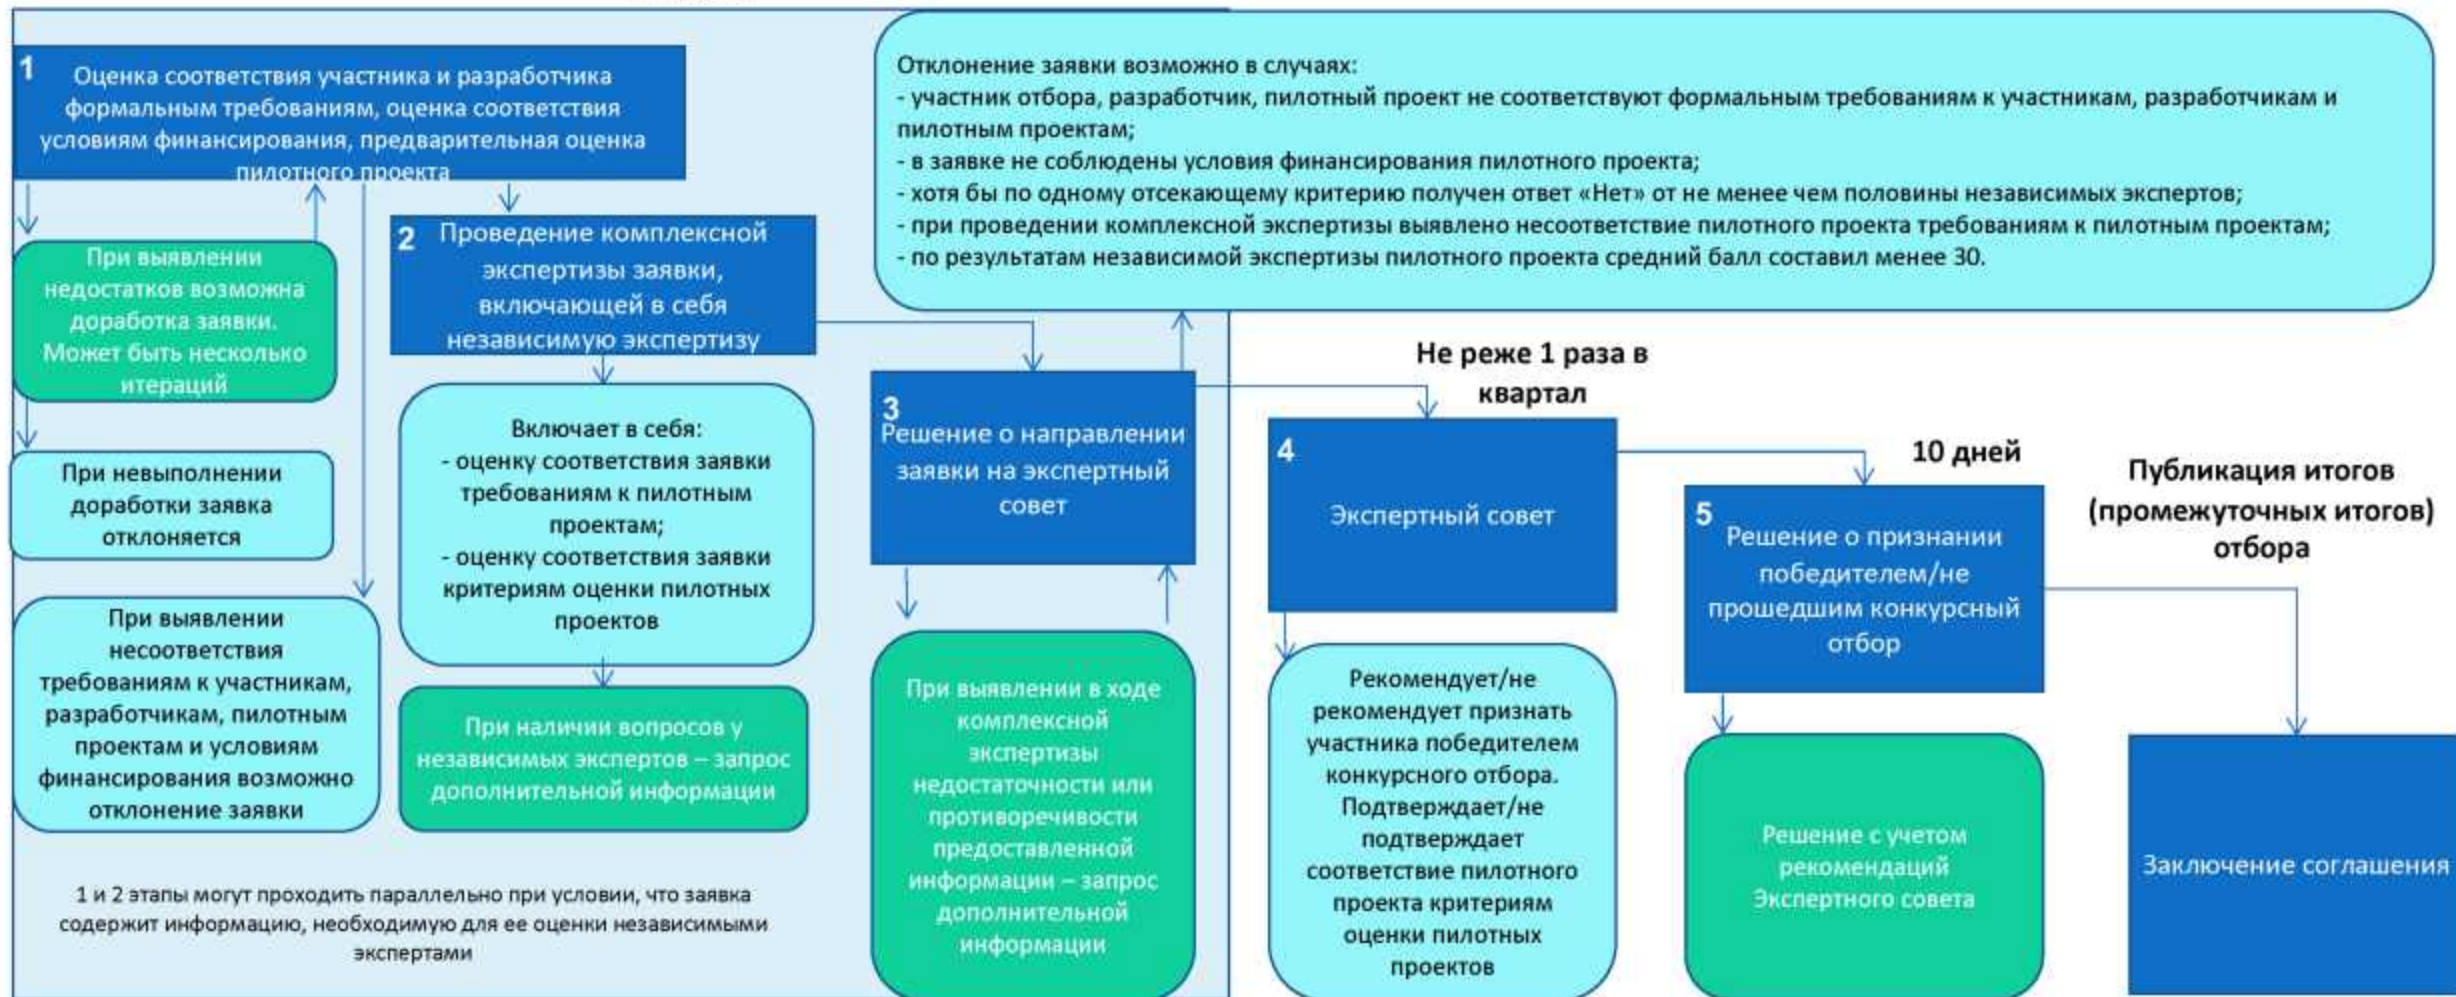 1
Оценка соответствия участника и разработчика
формальным требованиям, оценка соответствия
условиям финансирования, предварительная оценка
пилотного проекта
При выявлении
недостатков возможна
доработка заявки.
Может быть несколько
итераций
При невыполнении
доработки заявка
отклоняется
При выявлении
несоответствия
требованиям к участникам,
разработчикам, пилотным
проектам и условиям
финансирования возможно
отклонение заявки
2
Проведение комплексной
экспертизы заявки,
включающей в себя
независимую экспертизу
Включает в себя:
- оценку соответствия заявки
требованиям к пилотным
проектам;
- оценку соответствия заявки
критериям оценки пилотных
проектов
При наличии вопросов у
независимых экспертов – запрос
дополнительной информации
1 и 2 этапы могут проходить параллельно при условии, что заявка
содержит информацию, необходимую для ее оценки независимыми
экспертами
Отклонение заявки возможно в случаях:
- участник отбора, разработчик, пилотный проект не соответствуют формальным требованиям к участникам, разработчикам и
пилотным проектам;
- в заявке не соблюдены условия финансирования пилотного проекта;
- хотя бы по одному отсекающему критерию получен ответ «Нет» от не менее чем половины независимых экспертов;
- при проведении комплексной экспертизы выявлено несоответствие пилотного проекта требованиям к пилотным проектам;
- по результатам независимой экспертизы пилотного проекта средний балл составил менее 30.
3
Решение о направлении
заявки на экспертный
совет
При выявлении в ходе
комплексной
экспертизы
недостаточности или
противоречивости
предоставленной
информации – запрос
дополнительной
информации
Не реже 1 раза в
квартал
4
Экспертный совет
Рекомендует/не
рекомендует признать
участника победителем
конкурсного отбора.
Подтверждает/не
подтверждает
соответствие пилотного
проекта критериям
оценки пилотных
проектов
10 дней
5
Решение о признании
победителем/не
прошедшим конкурсный
отбор
Решение с учетом
рекомендаций
Экспертного совета
Публикация итогов
(промежуточных итогов)
отбора
Заключение соглашения